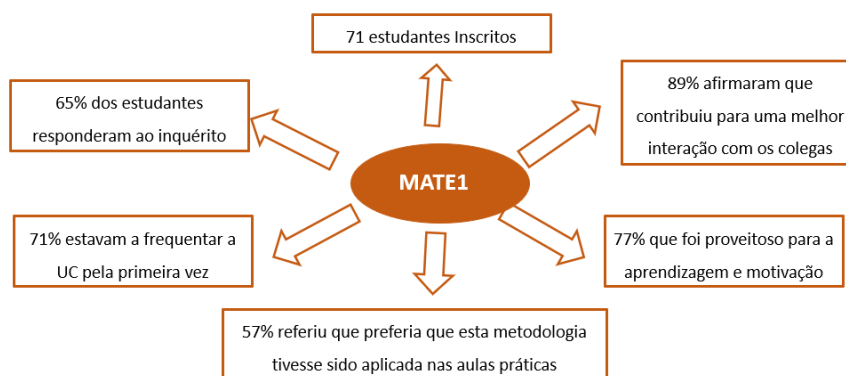 71 estudantes Inscritos
65% dos estudantes
responderam ao inquérito
89% afirmaram que
contribuiu para uma melhor
interação com os colegas
MATE1
71% estavam a frequentar a
UC pela primeira vez
77% que foi proveitoso para a
aprendizagem e motivação
57% referiu que preferia que esta metodologia
tivesse sido aplicada nas aulas práticas